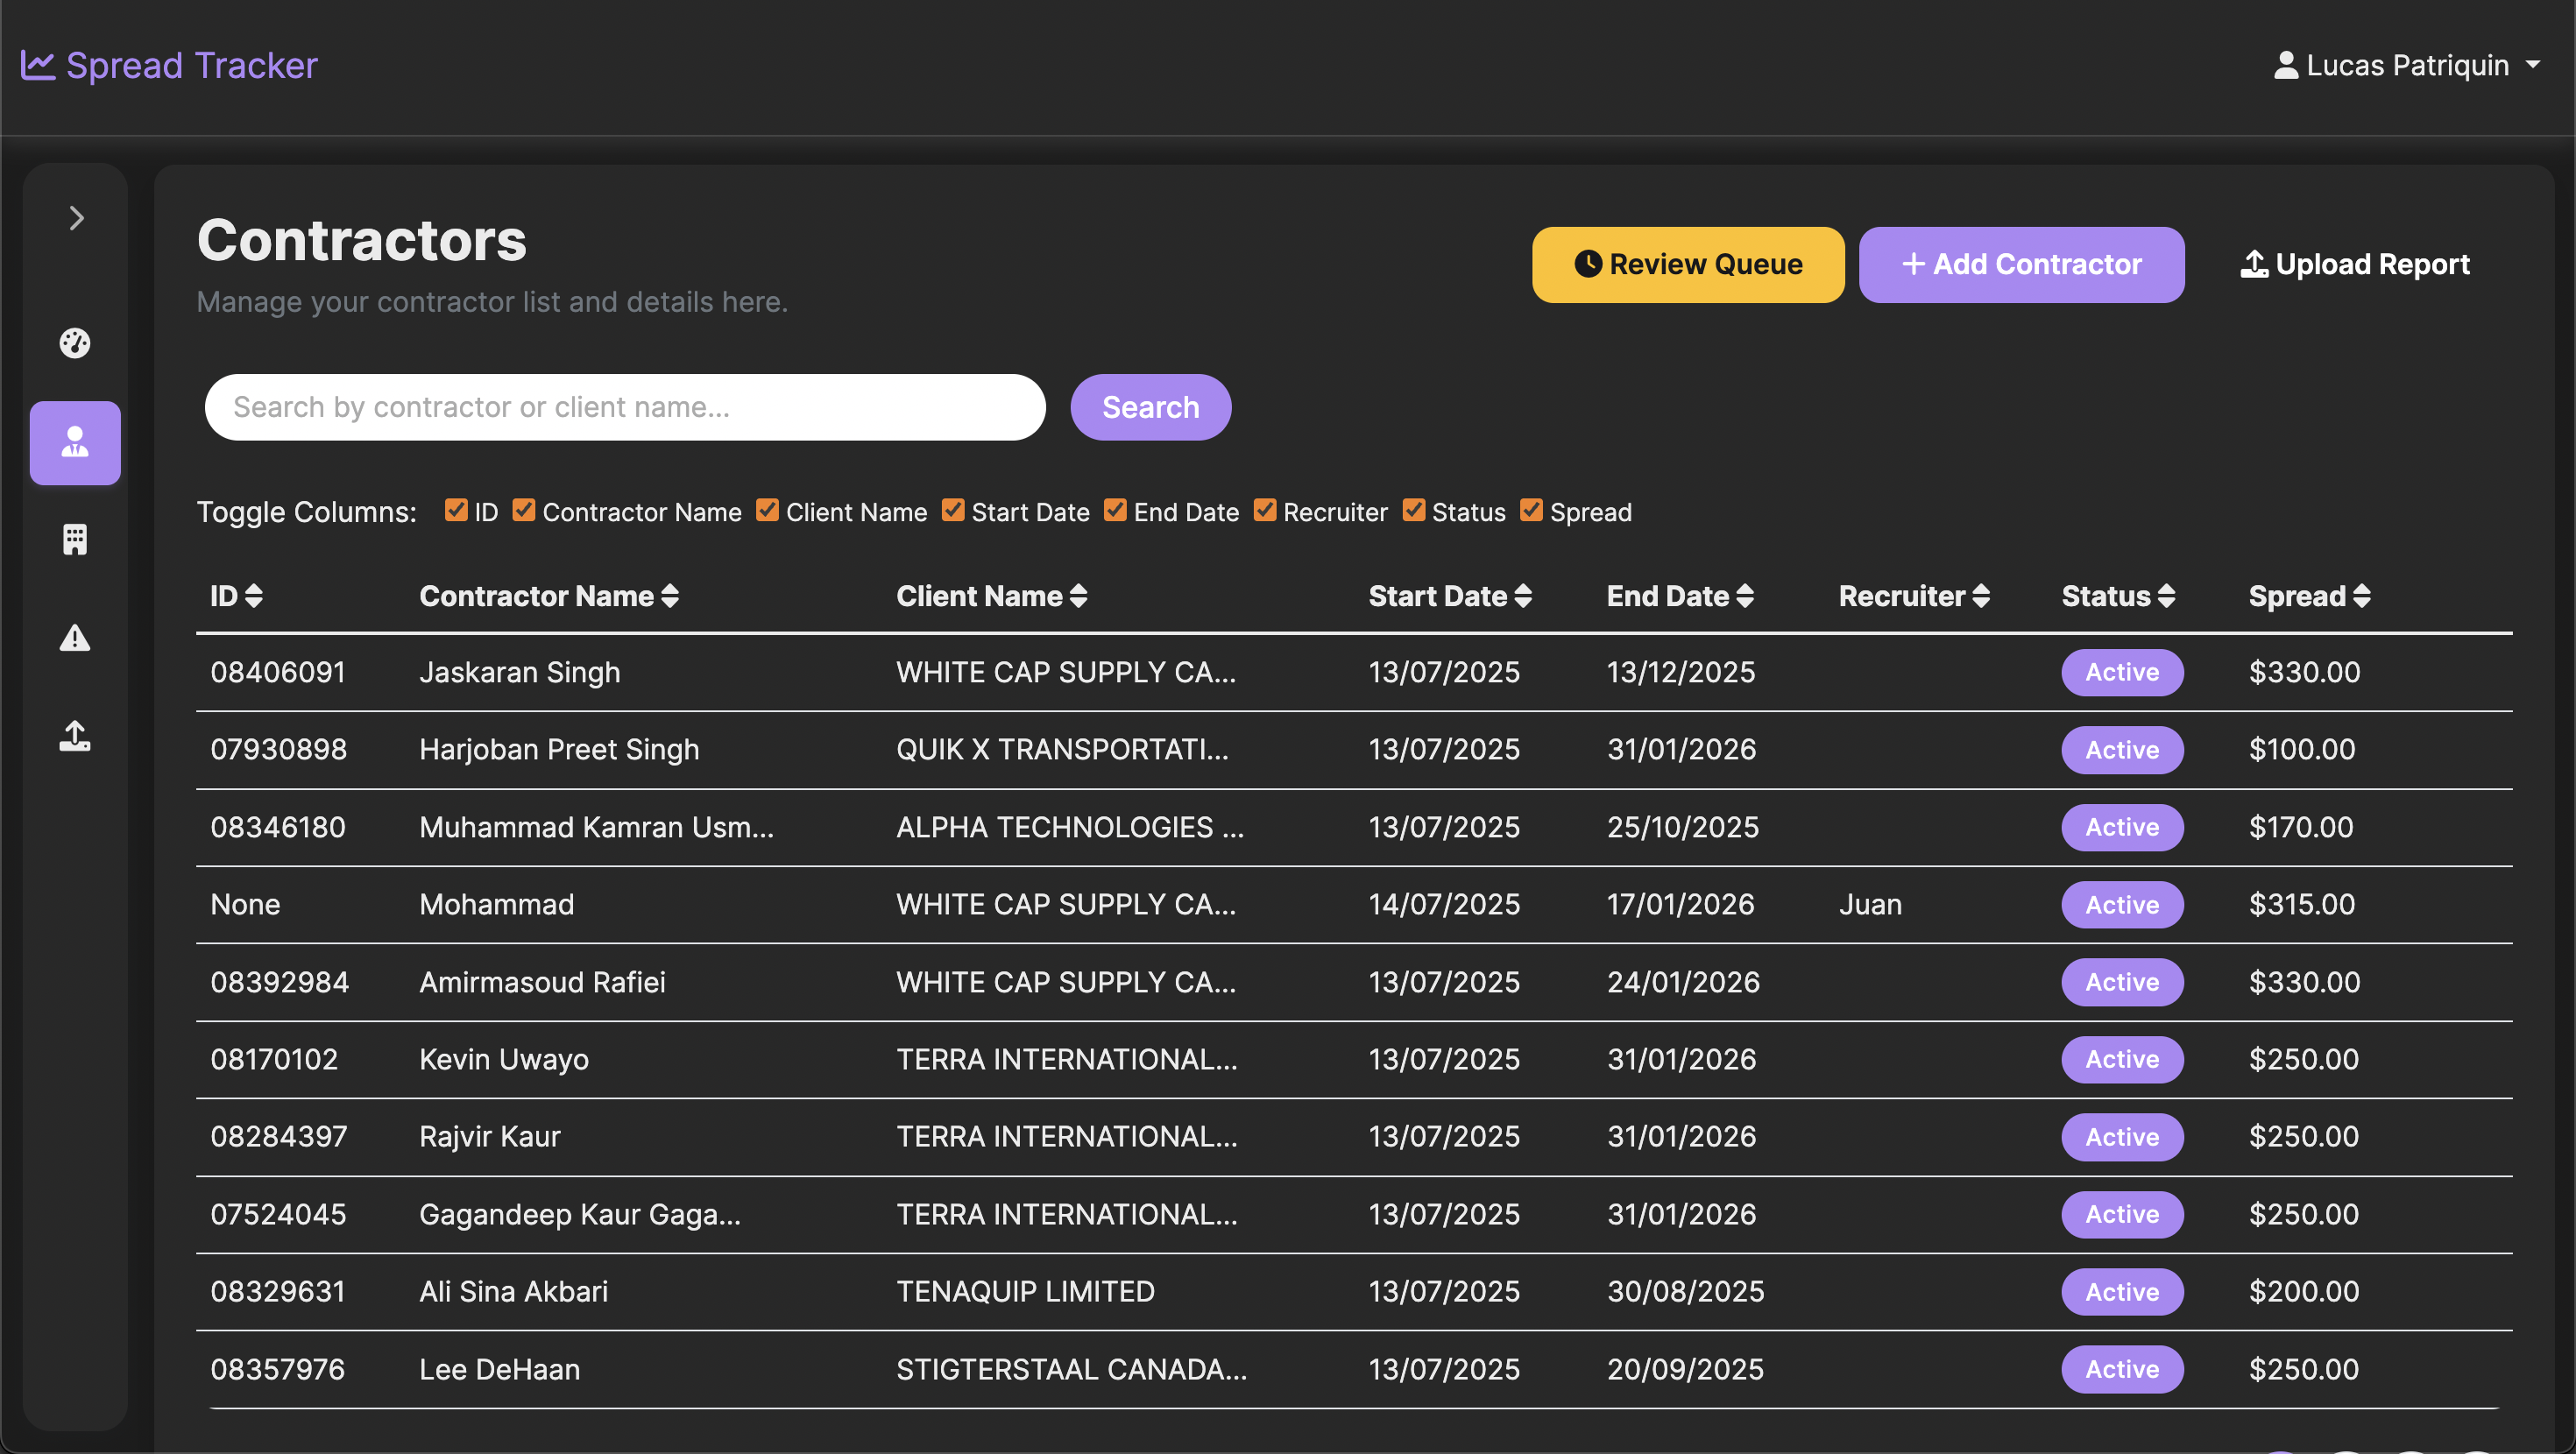 Spread Tracker
Lucas Patriquin
Contractors
Manage your contractor list and details here.
Review Queue
+ Add Contractor
Upload Report
Search by contractor or client name...
Search
Toggle Columns: ID Contractor Name Client Name Start Date End Date Recruiter Status Spread
ID Contractor Name Client Name Start Date End Date Recruiter Status Spread
08406091 Jaskaran Singh WHITE CAP SUPPLY CA... 13/07/2025 13/12/2025 Active $330.00
07930898 Harjoban Preet Singh QUIK X TRANSPORTATI... 13/07/2025 31/01/2026 Active $100.00
08346180 Muhammad Kamran Usm... ALPHA TECHNOLOGIES ... 13/07/2025 25/10/2025 Active $170.00
None Mohammad WHITE CAP SUPPLY CA... 14/07/2025 17/01/2026 Juan Active $315.00
08392984 Amirmasoud Rafiei WHITE CAP SUPPLY CA... 13/07/2025 24/01/2026 Active $330.00
08170102 Kevin Uwayo TERRA INTERNATIONAL... 13/07/2025 31/01/2026 Active $250.00
08284397 Rajvir Kaur TERRA INTERNATIONAL... 13/07/2025 31/01/2026 Active $250.00
07524045 Gagandeep Kaur Gaga... TERRA INTERNATIONAL... 13/07/2025 31/01/2026 Active $250.00
08329631 Ali Sina Akbari TENAQUIP LIMITED 13/07/2025 30/08/2025 Active $200.00
08357976 Lee DeHaan STIGTERSTAAL CANADA... 13/07/2025 20/09/2025 Active $250.00